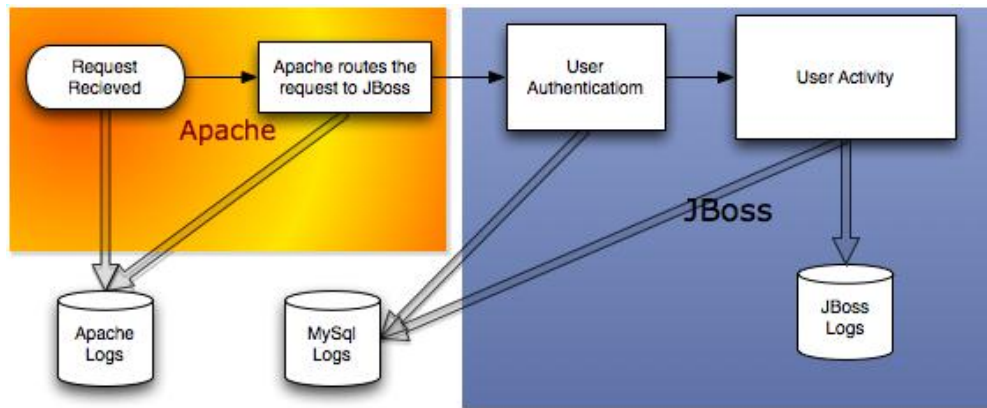 Request
Recieved
Apache routes the
request to JBoss
User
Authenticatiom
User Activity
Apache
JBoss
Apache
Logs
MySql
Logs
JBoss
Logs